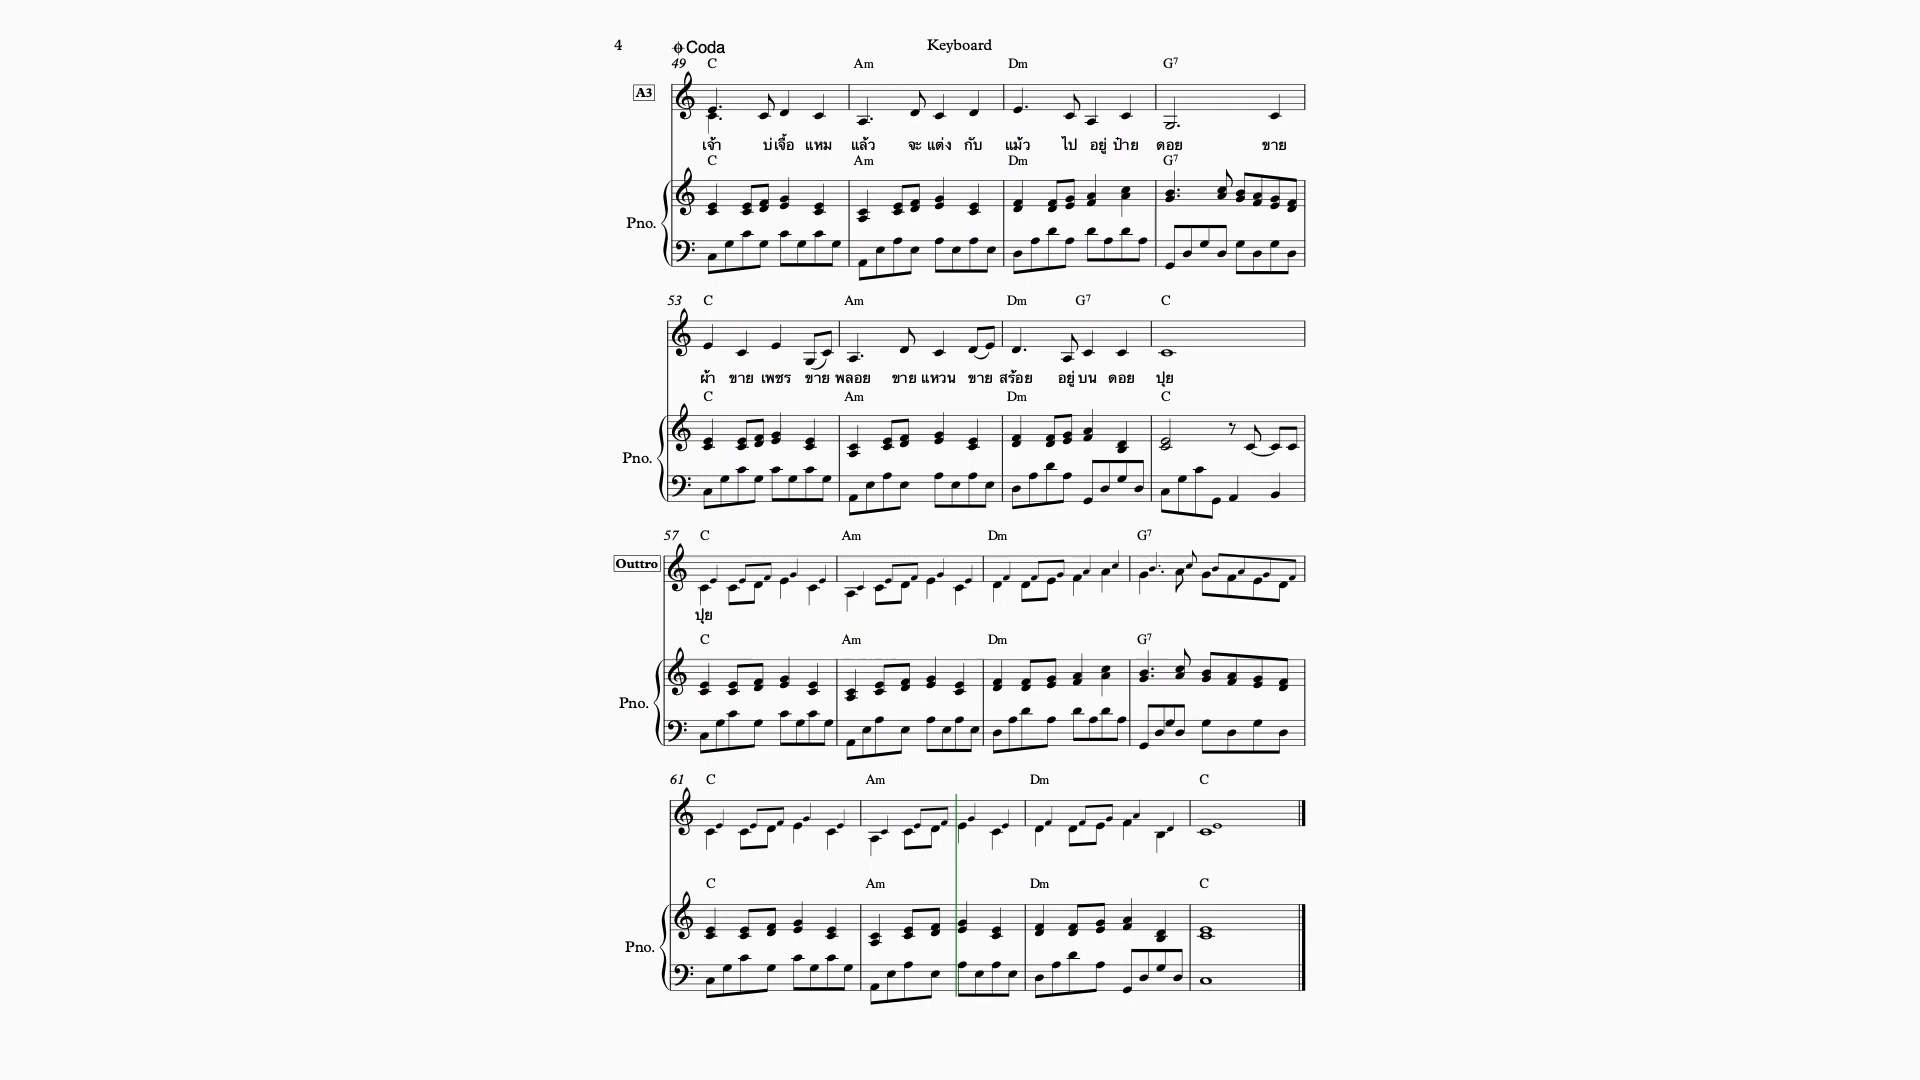 4 Coda Keyboard
49 C Am Dm G7
A3
เจ้า บ่เจื้อ แหม แล้ว จะ แต่ง กับ แม้ว ไป อยู่ ป๋าย ดอย ขาย
C Am Dm G7
Pno.
53 C Am Dm G7 C
ผ้า ขาย เพชร ขาย พลอย ขาย แหวน ขาย สร้อย อยู่ บน ดอย ปุย
C Am Dm C
Pno.
57 C Am Dm G7
Outtro
ปุย
C Am Dm G7
Pno.
61 C Am Dm C
C Am Dm C
Pno.